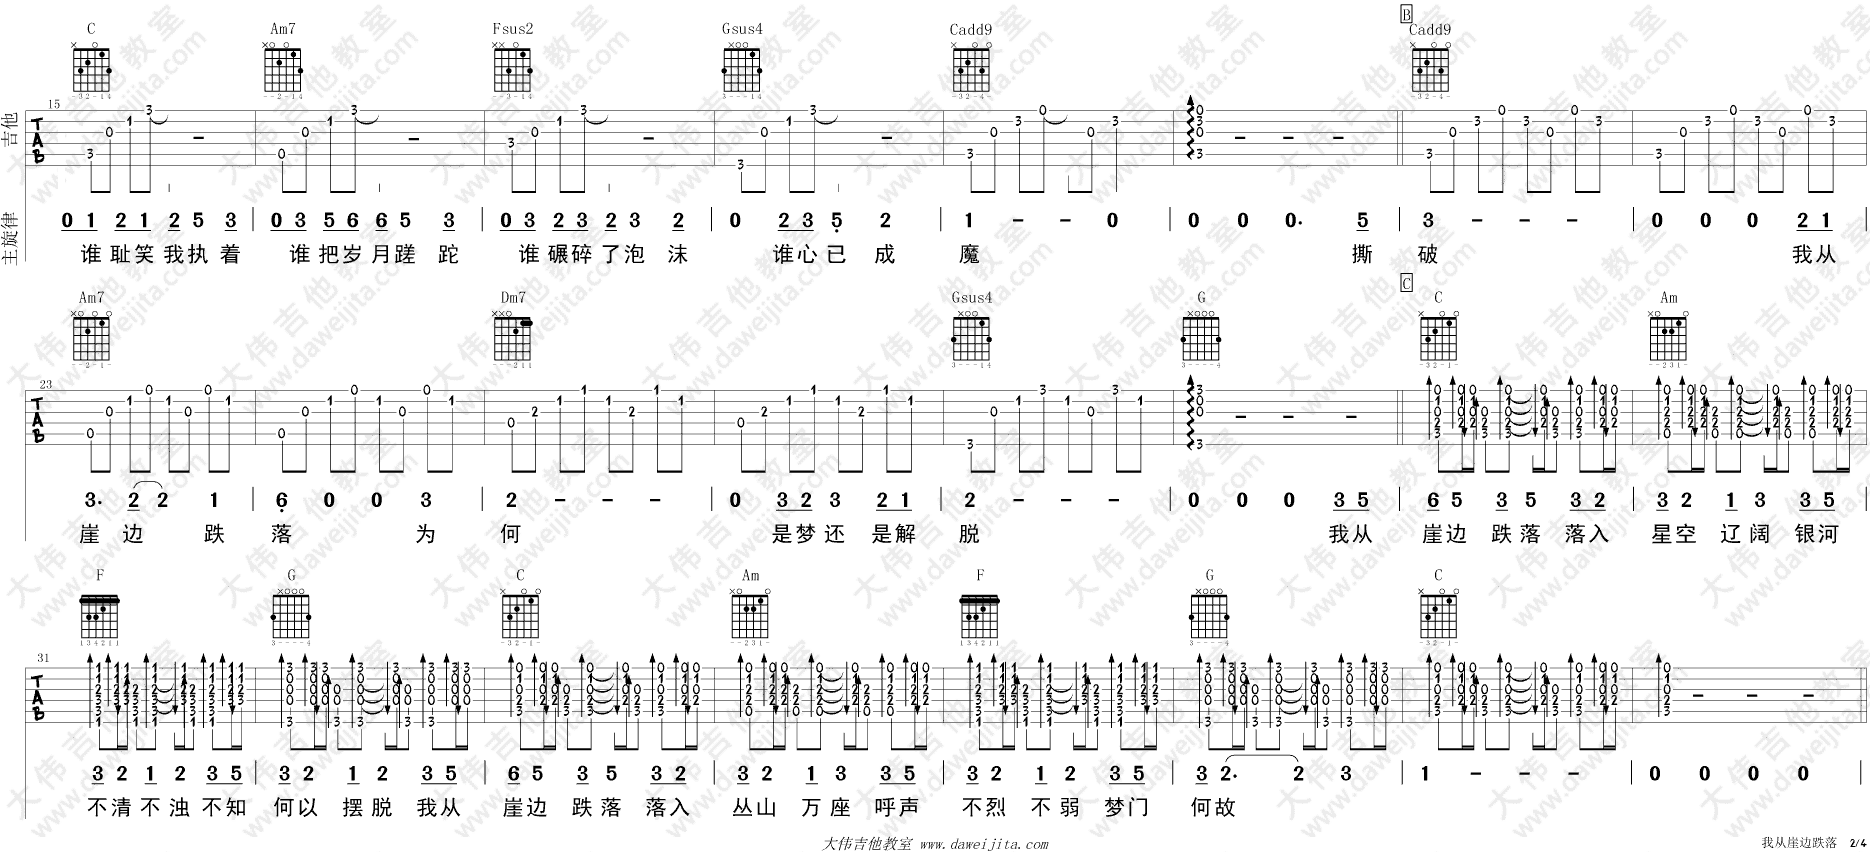 C Am7 Fsus2 Gsus4 Cadd9 B Cadd9
吉他 15 TAB
主旋律 0 1 2 1 2 5 3 | 0 3 5 6 6 5 3 | 0 3 2 3 2 3 2 | 0 2 3 5 2 | 1 - - 0 | 0 0 0. 5 | 3 - - - | 0 0 0 2 1 |
谁耻笑我执着 谁把岁月蹉跎 谁碾碎了泡沫 谁心已成魔 撕破 我从
Am7 Dm7 Gsus4 G C C Am
23 TAB
3. 2 2 1 | 6 0 0 3 | 2 - - - | 0 3 2 3 2 1 | 2 - - - | 0 0 0 3 5 | 6 5 3 5 3 2 | 3 2 1 3 3 5 |
崖边跌落 为何 是梦还是解脱 我从崖边跌落落入星空辽阔银河
F G C Am F G C
31 TAB
3 2 1 2 3 5 | 3 2 1 2 3 5 | 6 5 3 5 3 2 | 3 2 1 3 3 5 | 3 2 1 2 3 5 | 3 2. 2 3 | 1 - - - | 0 0 0 0 |
不清不浊不知何以摆脱我从崖边跌落落入丛山万座呼声不烈不弱梦门何故
大伟吉他教室 www.daweijita.com
我从崖边跌落 2/4